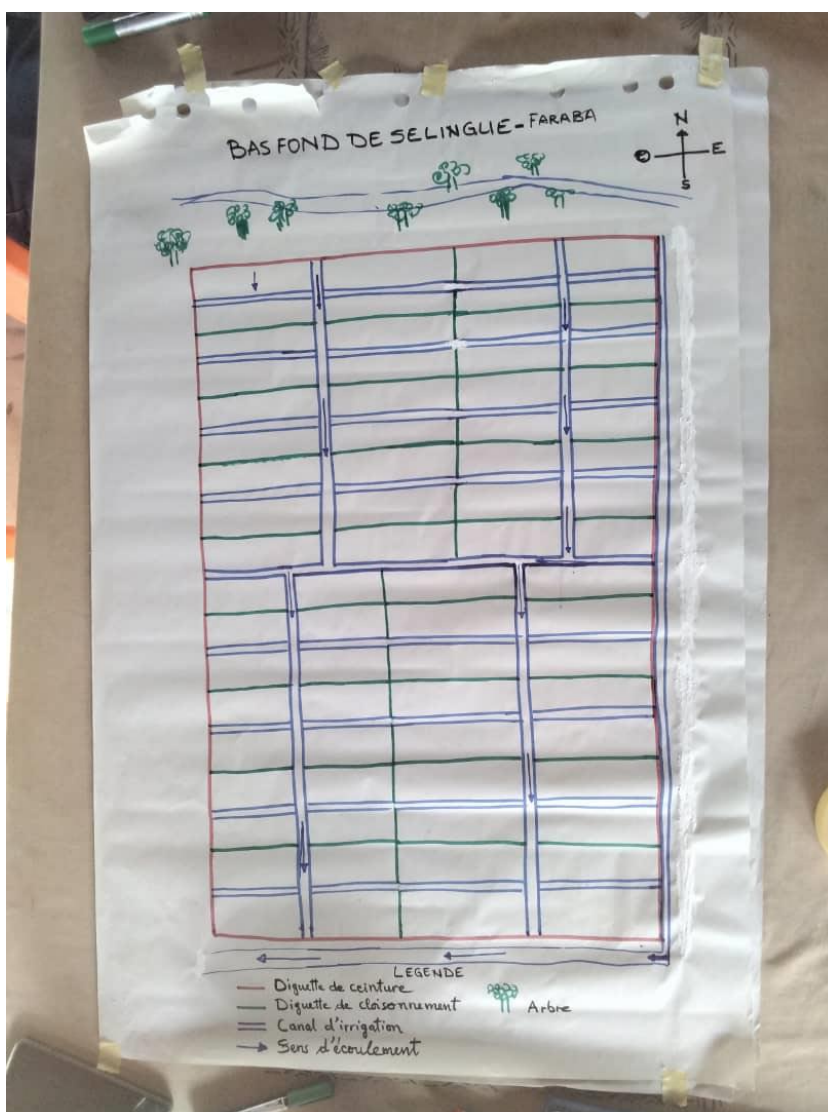 BAS FOND DE SELINGUE - FARABA
N
O E
S
LEGENDE
Diguette de ceinture
Diguette de cloisonnement
Arbre
Canal d'irrigation
Sens d'écoulement